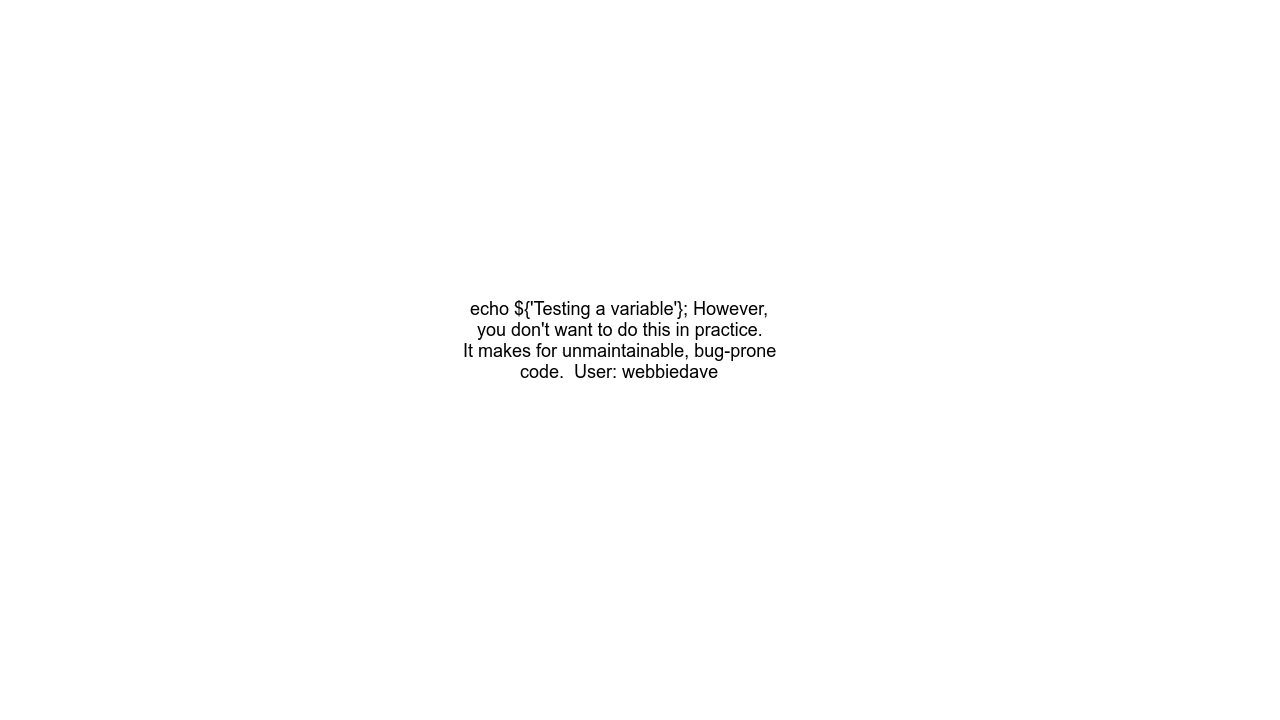 echo ${'Testing a variable'}; However,
you don't want to do this in practice.
It makes for unmaintainable, bug-prone
code.  User: webbiedave